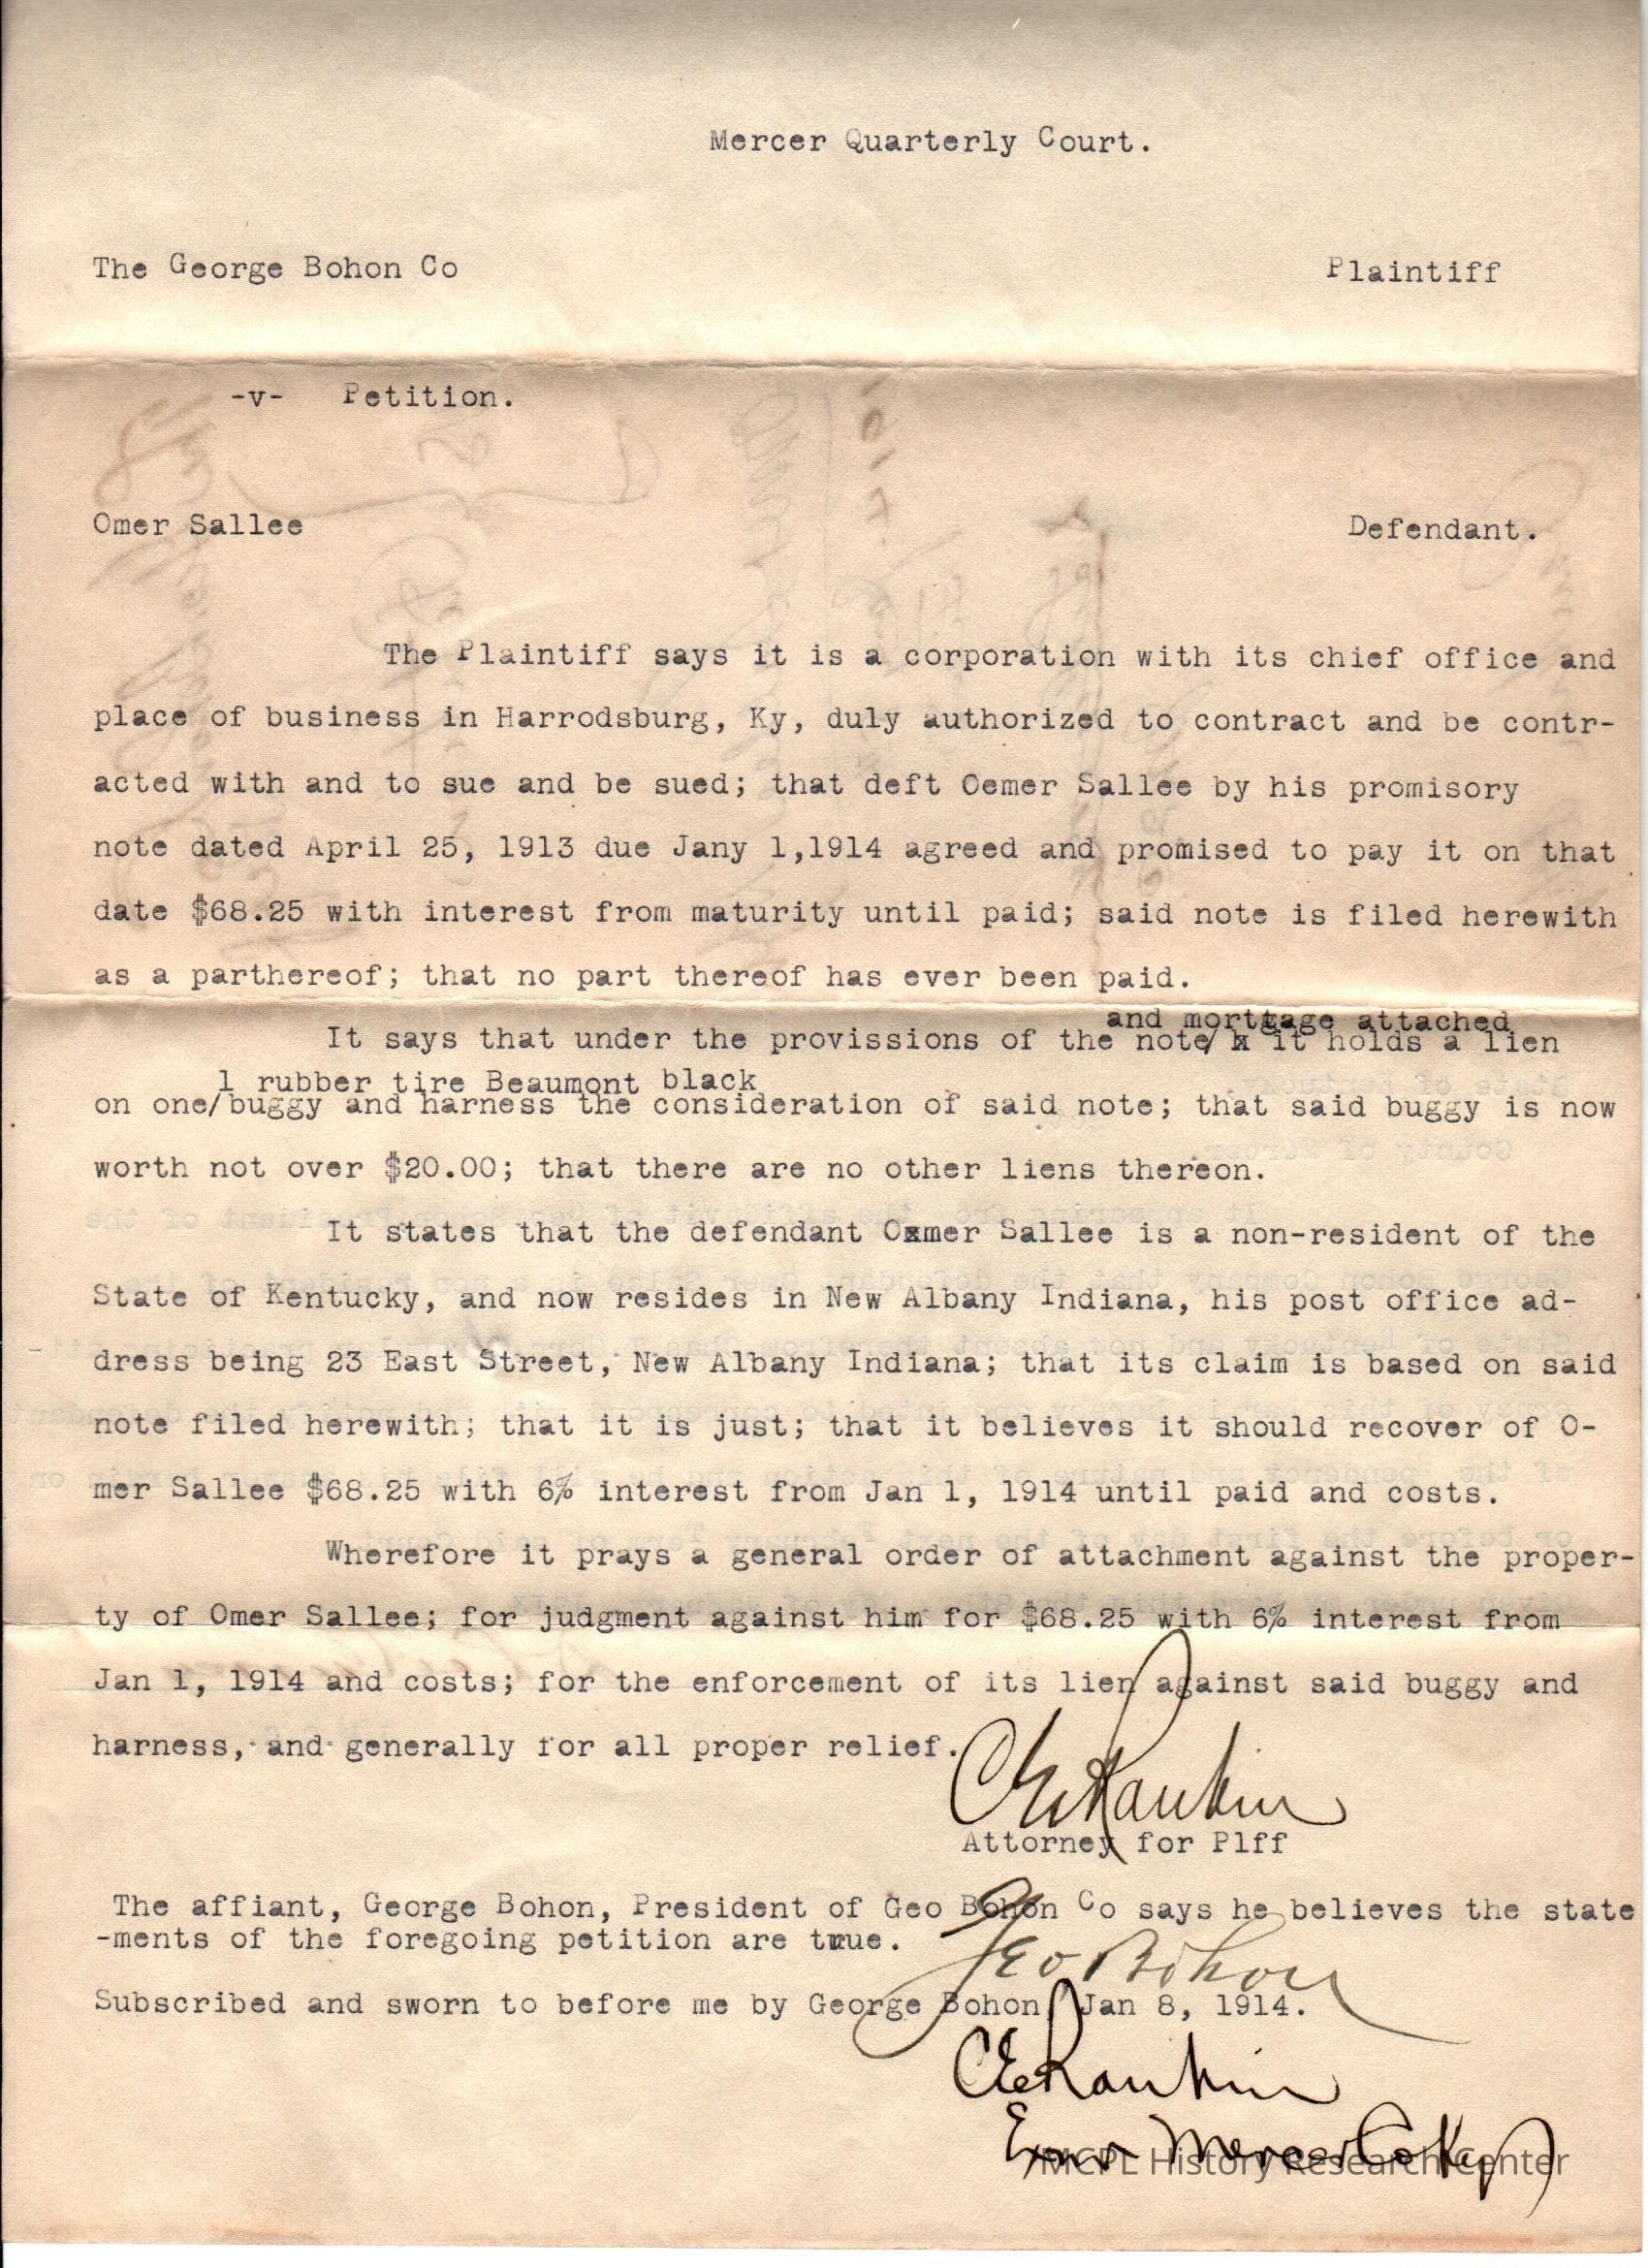 Mercer Quarterly Court.
The George Bohon Co Plaintiff
-v- Petition.
Omer Sallee Defendant.
The Plaintiff says it is a corporation with its chief office and
place of business in Harrodsburg, Ky, duly authorized to contract and be contr-
acted with and to sue and be sued; that deft Oemer Sallee by his promisory
note dated April 25, 1913 due Jany 1,1914 agreed and promised to pay it on that
date $68.25 with interest from maturity until paid; said note is filed herewith
as a parthereof; that no part thereof has ever been paid.
and mortgage attached
It says that under the provissions of the note/ it holds a lien
1 rubber tire Beaumont black
on one/buggy and harness the consideration of said note; that said buggy is now
worth not over $20.00; that there are no other liens thereon.
It states that the defendant Oxmer Sallee is a non-resident of the
State of Kentucky, and now resides in New Albany Indiana, his post office ad-
dress being 23 East Street, New Albany Indiana; that its claim is based on said
note filed herewith; that it is just; that it believes it should recover of O-
mer Sallee $68.25 with 6% interest from Jan 1, 1914 until paid and costs.
Wherefore it prays a general order of attachment against the proper-
ty of Omer Sallee; for judgment against him for $68.25 with 6% interest from
Jan 1, 1914 and costs; for the enforcement of its lien against said buggy and
harness, and generally for all proper relief.
C E Rankin
Attorney for Plff
The affiant, George Bohon, President of Geo Bohon Co says he believes the state
-ments of the foregoing petition are true.
Geo Bohon
Subscribed and sworn to before me by George Bohon, Jan 8, 1914.
C E Rankin
Exr Mercer Co Ky
MCPL History Research Center